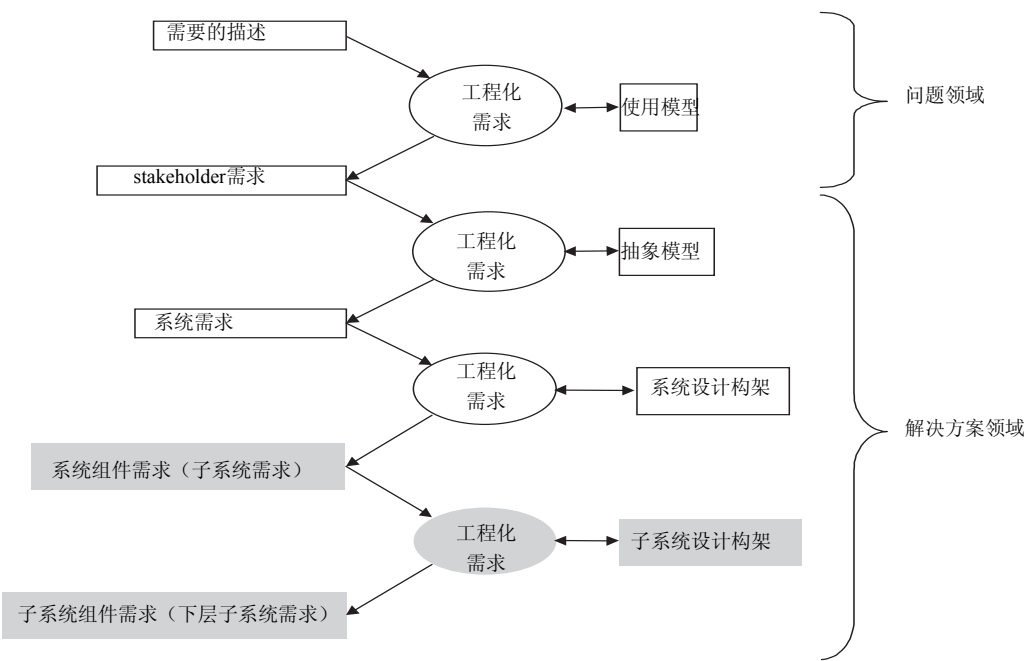 需要的描述
工程化
需求
使用模型
问题领域
stakeholder需求
工程化
需求
抽象模型
系统需求
工程化
需求
系统设计构架
解决方案领域
系统组件需求（子系统需求）
工程化
需求
子系统设计构架
子系统组件需求（下层子系统需求）